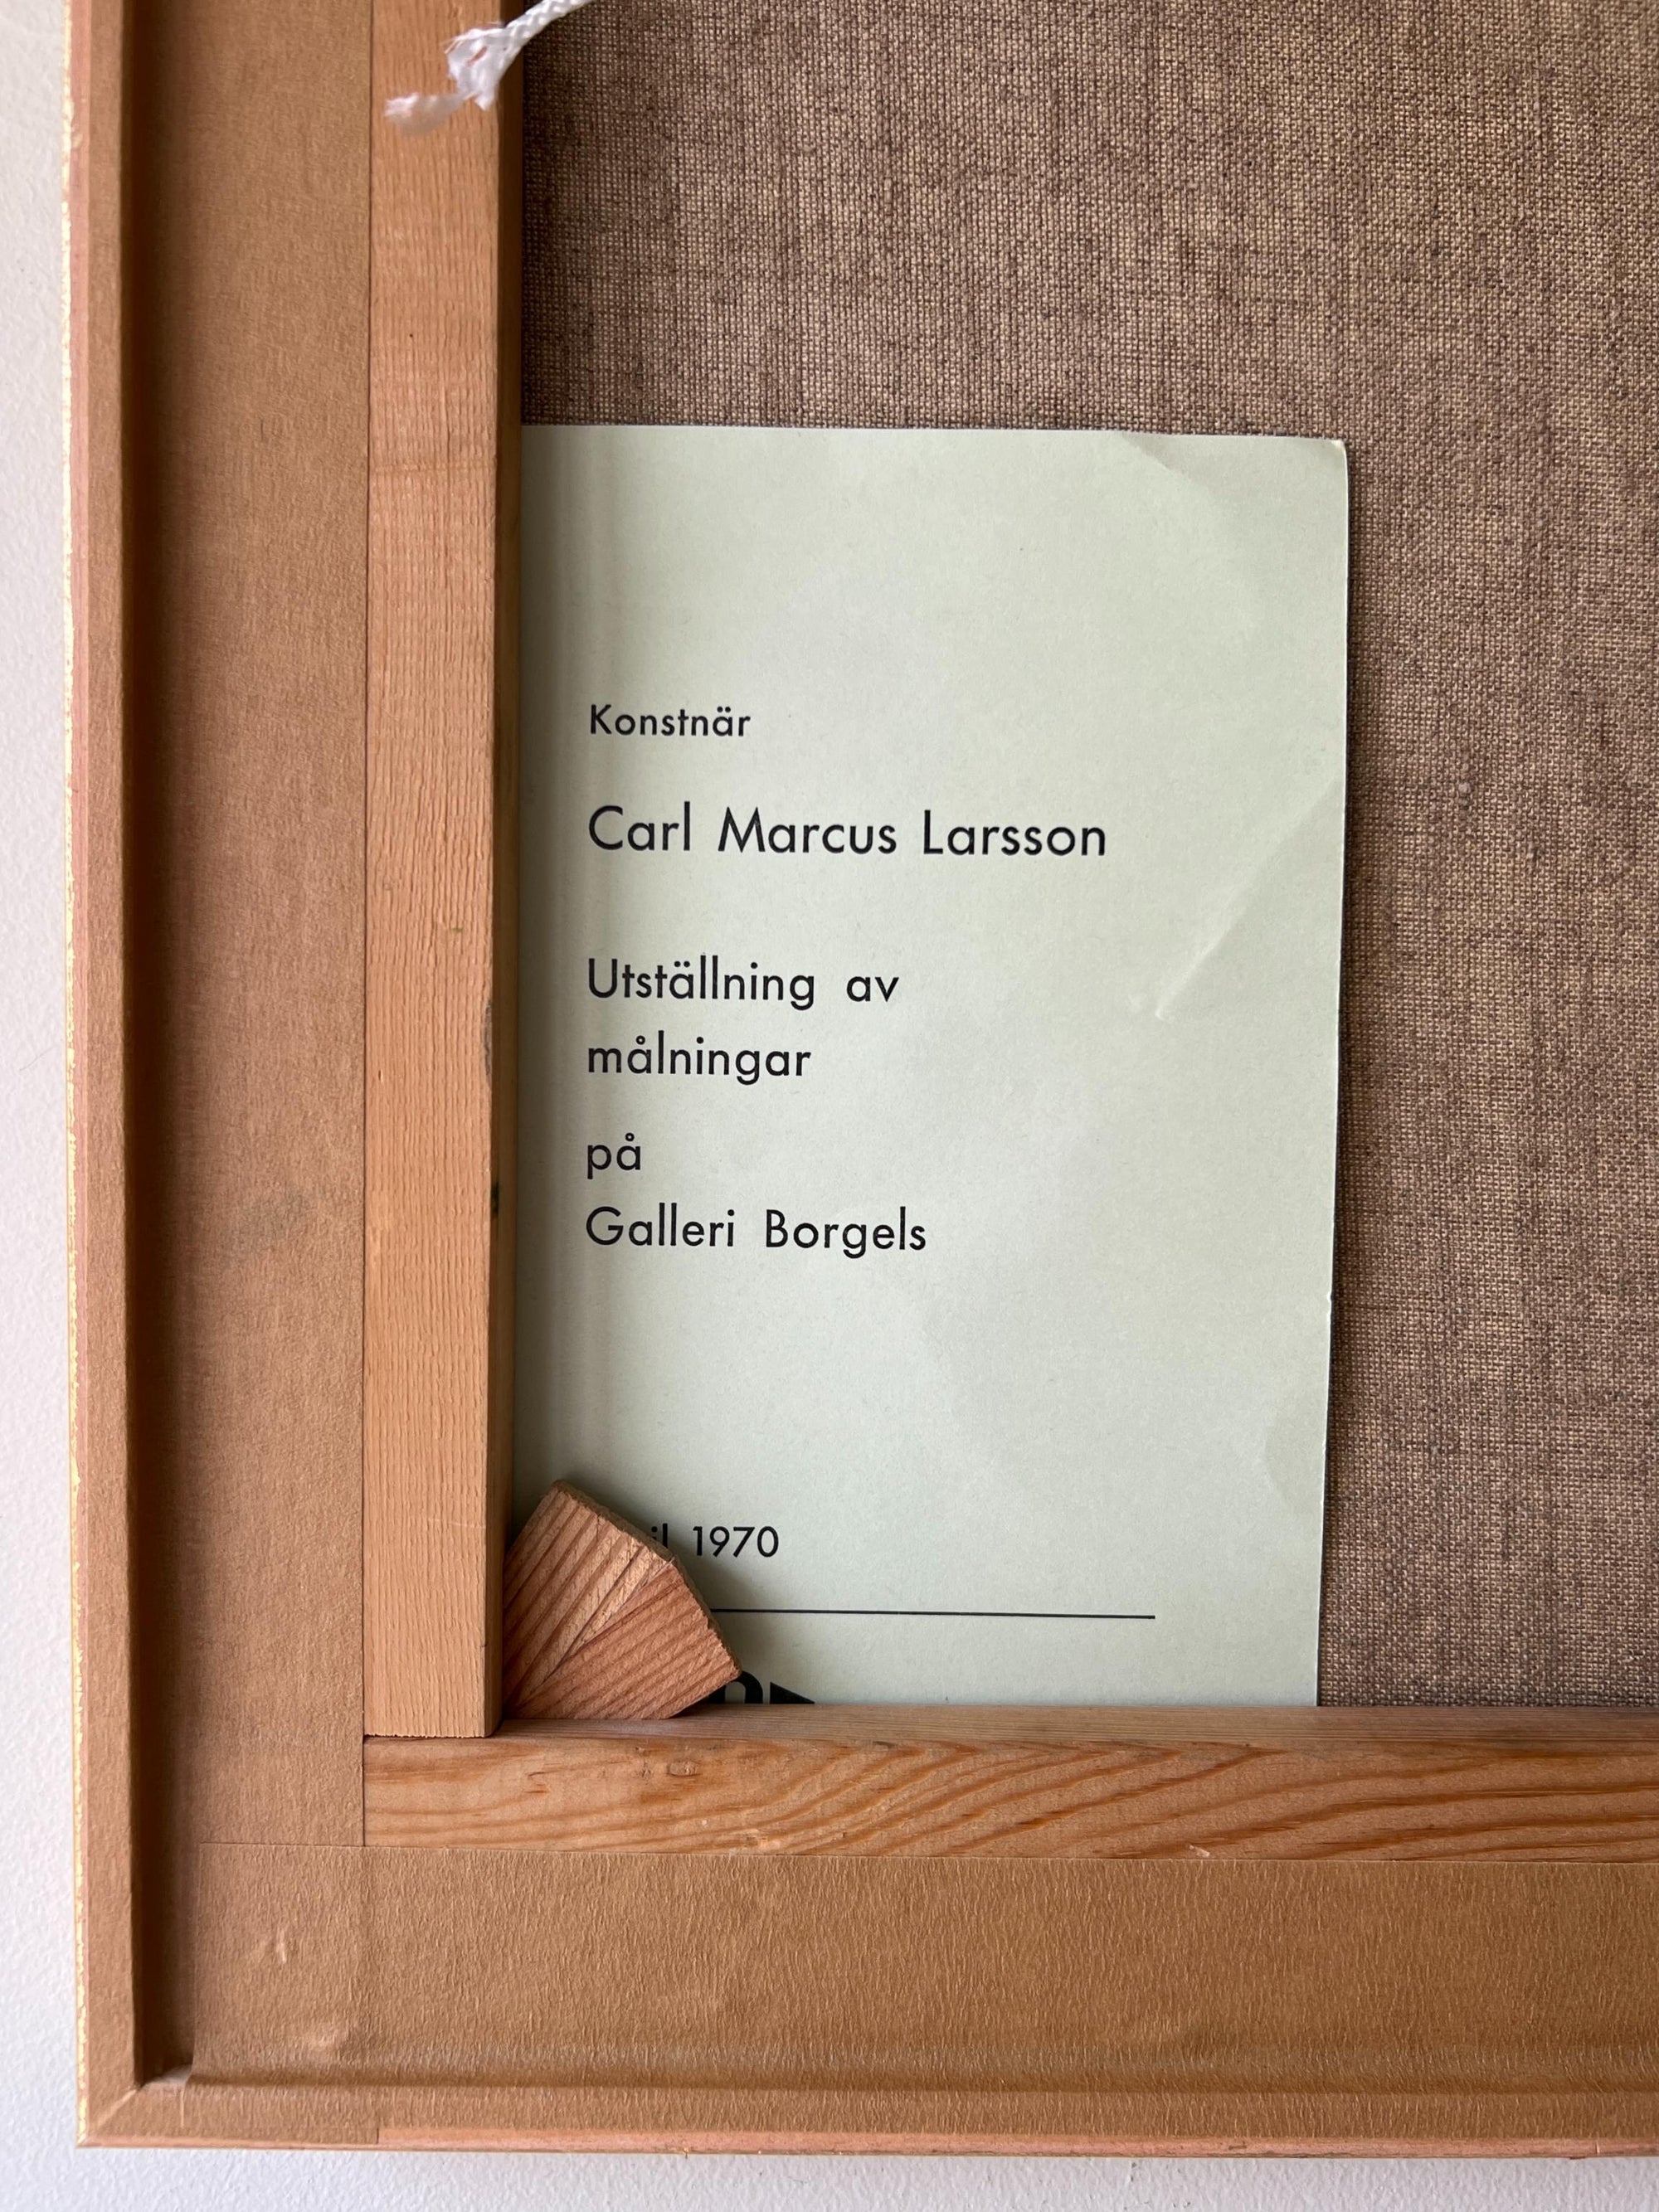 Konstnär
Carl Marcus Larsson
Utställning av
målningar
på
Galleri Borgels
1970